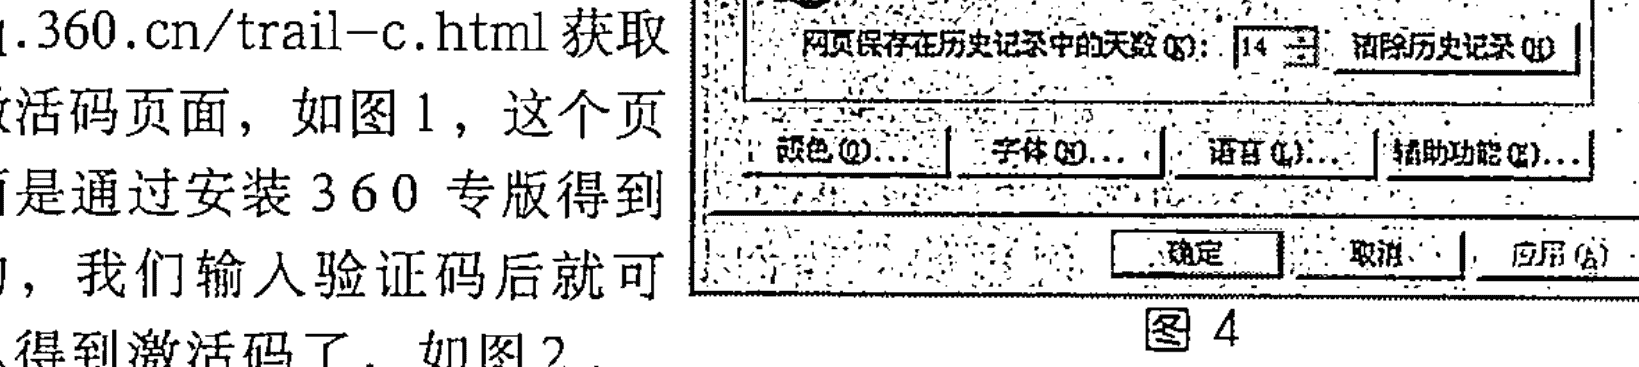 .360.cn/trail-c.html 获取
激活码页面，如图1，这个页
面是通过安装360 专版得到
，我们输入验证码后就可
得到激活码了，如图2，
网页保存在历史记录中的天数(K)： 14 清除历史记录(H)
颜色(O)... 字体(N)... 语言(L)... 辅助功能(E)...
确定 取消 应用(A)
图 4